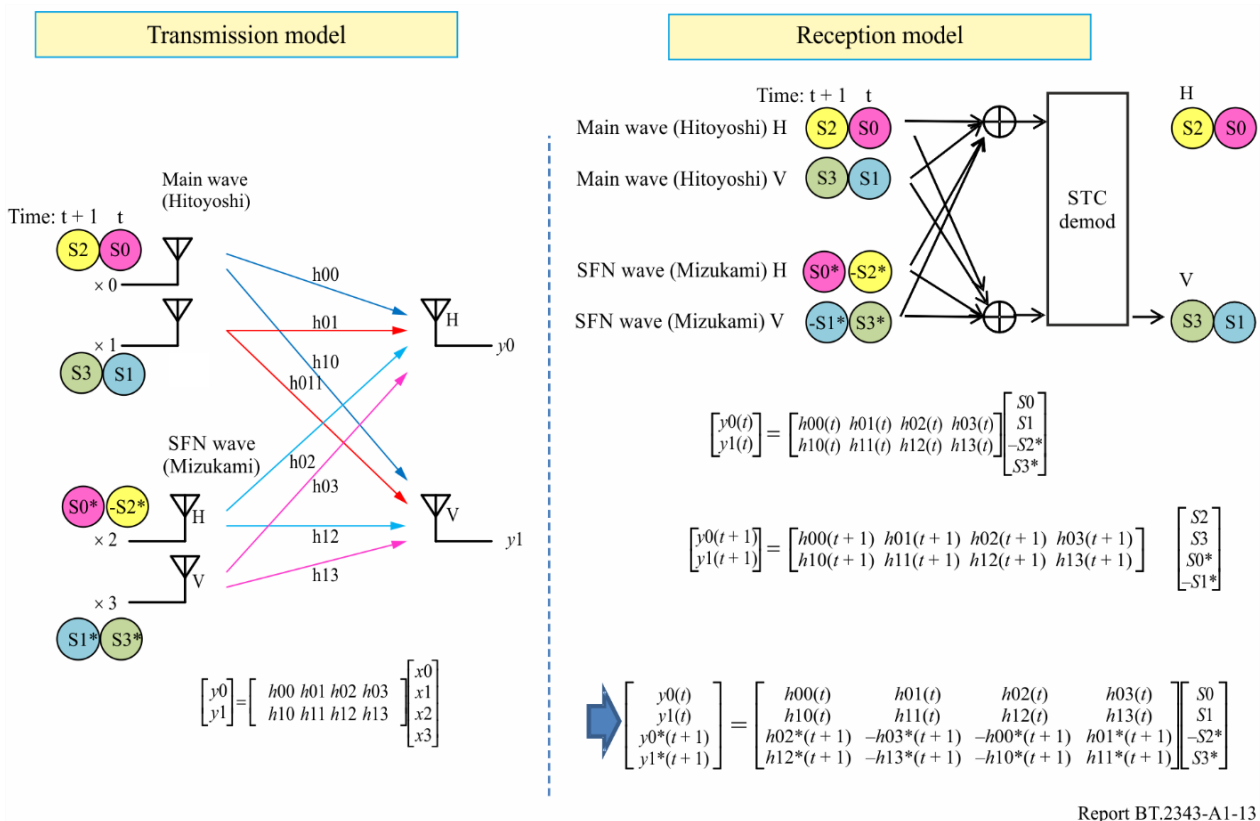 Transmission model
Main wave
(Hitoyoshi)
Time: t + 1 t
S2 S0
× 0
× 1
S3 S1
h00
h01
h10
h011
H
y0
SFN wave
(Mizukami)
h02
h03
S0* -S2*
H
× 2
V
× 3
S1* S3*
h12
h13
V
y1
[y0 y1] = [h00 h01 h02 h03
h10 h11 h12 h13] [x0
x1
x2
x3]
Reception model
Time: t + 1 t
H
Main wave (Hitoyoshi) H S2 S0
S2 S0
Main wave (Hitoyoshi) V S3 S1
STC
demod
SFN wave (Mizukami) H S0* -S2*
V
SFN wave (Mizukami) V -S1* S3*
S3 S1
[y0(t)
y1(t)] = [h00(t) h01(t) h02(t) h03(t)
h10(t) h11(t) h12(t) h13(t)] [S0
S1
–S2*
S3*]
[y0(t + 1)
y1(t + 1)] = [h00(t + 1) h01(t + 1) h02(t + 1) h03(t + 1)
h10(t + 1) h11(t + 1) h12(t + 1) h13(t + 1)] [S2
S3
S0*
–S1*]
[y0(t)
y1(t)
y0*(t + 1)
y1*(t + 1)] = [h00(t) h01(t) h02(t) h03(t)
h10(t) h11(t) h12(t) h13(t)
h02*(t + 1) –h03*(t + 1) –h00*(t + 1) h01*(t + 1)
h12*(t + 1) –h13*(t + 1) –h10*(t + 1) h11*(t + 1)] [S0
S1
–S2*
S3*]
Report BT.2343-A1-13